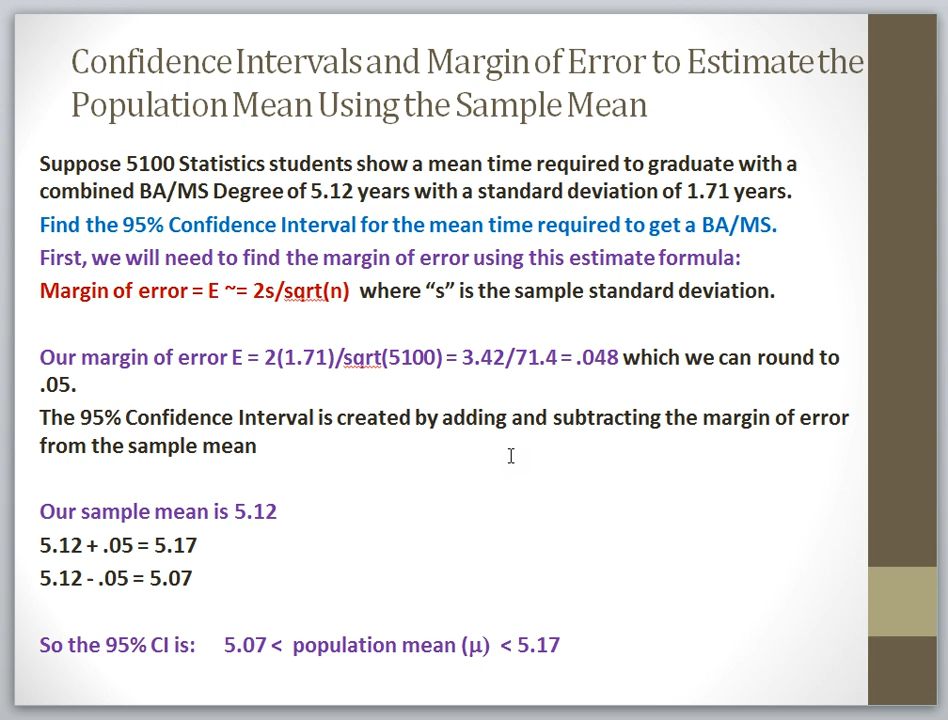 Confidence Intervals and Margin of Error to Estimate the
Population Mean Using the Sample Mean
Suppose 5100 Statistics students show a mean time required to graduate with a
combined BA/MS Degree of 5.12 years with a standard deviation of 1.71 years.
Find the 95% Confidence Interval for the mean time required to get a BA/MS.
First, we will need to find the margin of error using this estimate formula:
Margin of error = E ~= 2s/sqrt(n)  where “s” is the sample standard deviation.
Our margin of error E = 2(1.71)/sqrt(5100) = 3.42/71.4 = .048 which we can round to
.05.
The 95% Confidence Interval is created by adding and subtracting the margin of error
from the sample mean
Our sample mean is 5.12
5.12 + .05 = 5.17
5.12 - .05 = 5.07
So the 95% CI is:    5.07 <  population mean (μ)  < 5.17